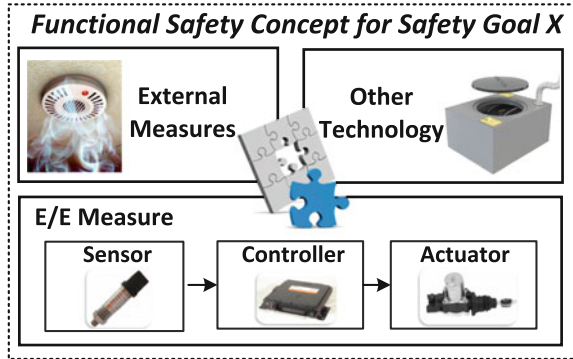 Functional Safety Concept for Safety Goal X
External
Measures
Other
Technology
E/E Measure
Sensor
Controller
Actuator